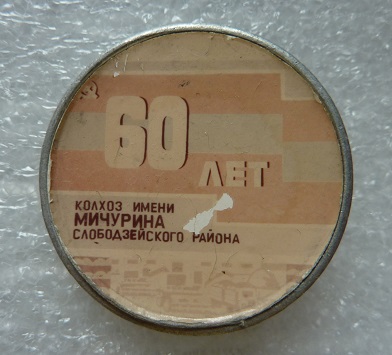 60
ЛЕТ
КОЛХОЗ ИМЕНИ
МИЧУРИНА
СЛОБОДЗЕЙСКОГО РАЙОНА